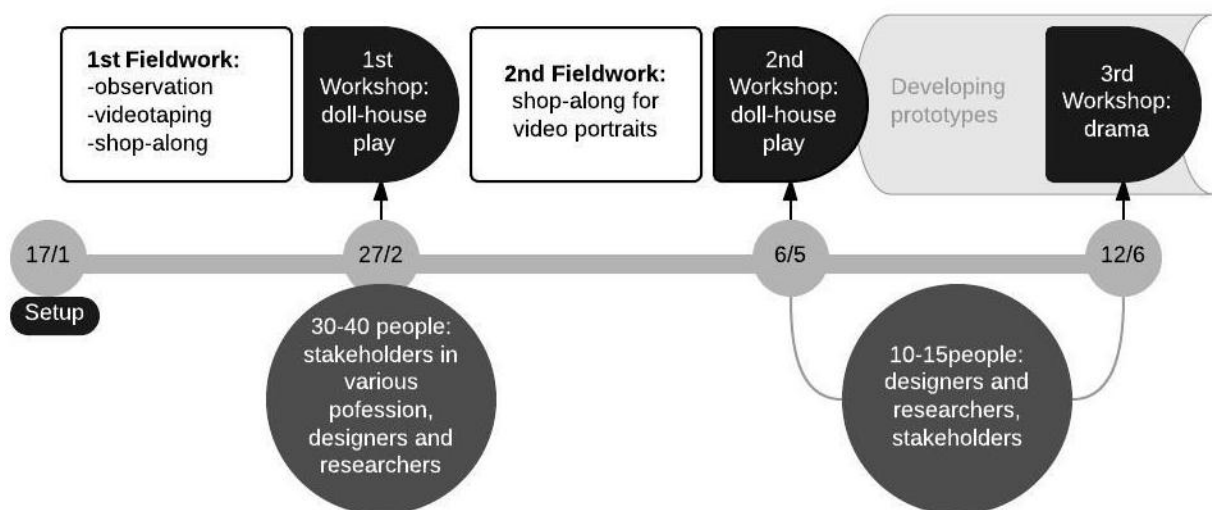 1st Fieldwork:
-observation
-videotaping
-shop-along
1st
Workshop:
doll-house
play
2nd Fieldwork:
shop-along for
video portraits
2nd
Workshop:
doll-house
play
Developing
prototypes
3rd
Workshop:
drama
17/1
27/2
6/5
12/6
Setup
30-40 people:
stakeholders in
various
pofession,
designers and
researchers
10-15people:
designers and
researchers,
stakeholders